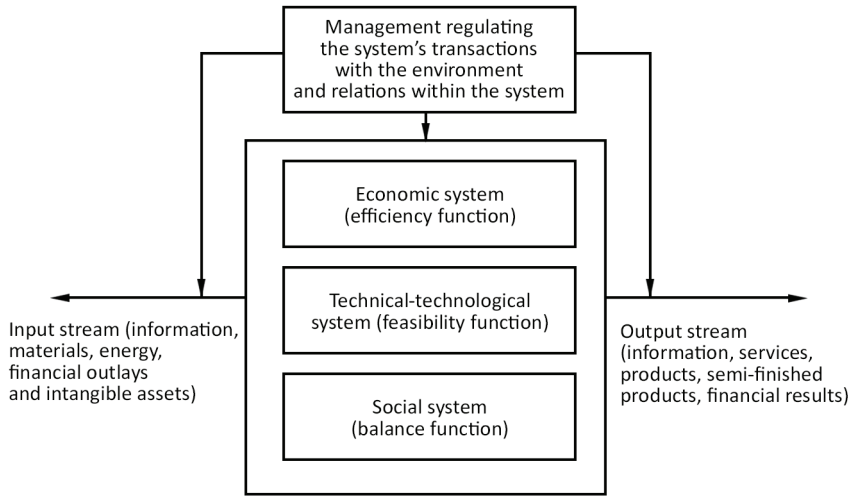 Management regulating
the system’s transactions
with the environment
and relations within the system
Economic system
(efficiency function)
Technical-technological
system (feasibility function)
Social system
(balance function)
Input stream (information,
materials, energy,
financial outlays
and intangible assets)
Output stream
(information, services,
products, semi-finished
products, financial results)